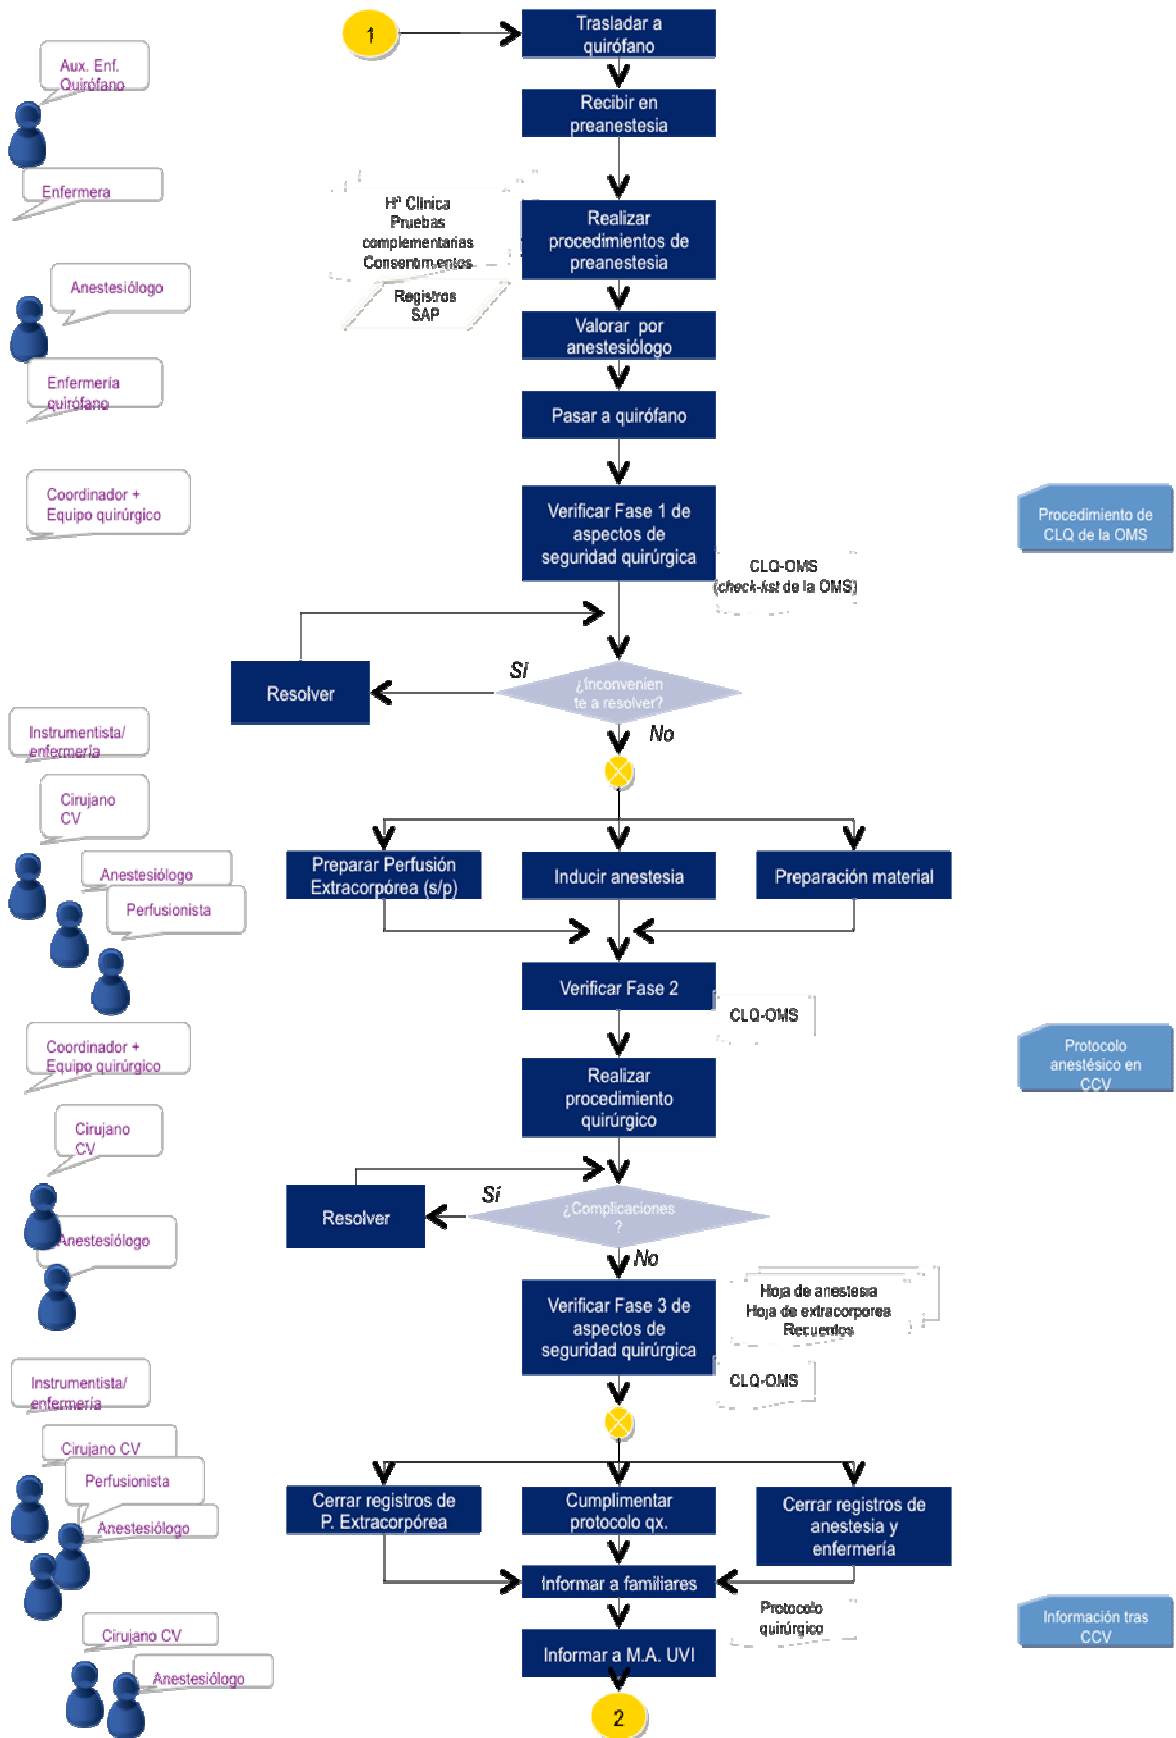 1
Trasladar a
quirófano
Aux. Enf.
Quirófano
Recibir en
preanestesia
Enfermera
Hª Clínica
Pruebas
complementarias
Consentimientos
Realizar
procedimientos de
preanestesia
Anestesiólogo
Registros
SAP
Valorar por
anestesiólogo
Enfermería
quirófano
Pasar a quirófano
Coordinador +
Equipo quirúrgico
Verificar Fase 1 de
aspectos de
seguridad quirúrgica
Procedimiento de
CLQ de la OMS
CLQ-OMS
(check-list de la OMS)
Resolver
Sí
¿Inconvenien
te a resolver?
No
Instrumentista/
enfermería
Cirujano
CV
Anestesiólogo
Perfusionista
Preparar Perfusión
Extracorpórea (s/p)
Inducir anestesia
Preparación material
Verificar Fase 2
CLQ-OMS
Coordinador +
Equipo quirúrgico
Protocolo
anestésico en
CCV
Realizar
procedimiento
quirúrgico
Cirujano
CV
Resolver
Sí
¿Complicaciones
?
No
Anestesiólogo
Verificar Fase 3 de
aspectos de
seguridad quirúrgica
Hoja de anestesia
Hoja de extracorporea
Recuentos
CLQ-OMS
Instrumentista/
enfermería
Cirujano CV
Perfusionista
Anestesiólogo
Cerrar registros de
P. Extracorpórea
Cumplimentar
protocolo qx.
Cerrar registros de
anestesia y
enfermería
Informar a familiares
Protocolo
quirúrgico
Información tras
CCV
Cirujano CV
Anestesiólogo
Informar a M.A. UVI
2